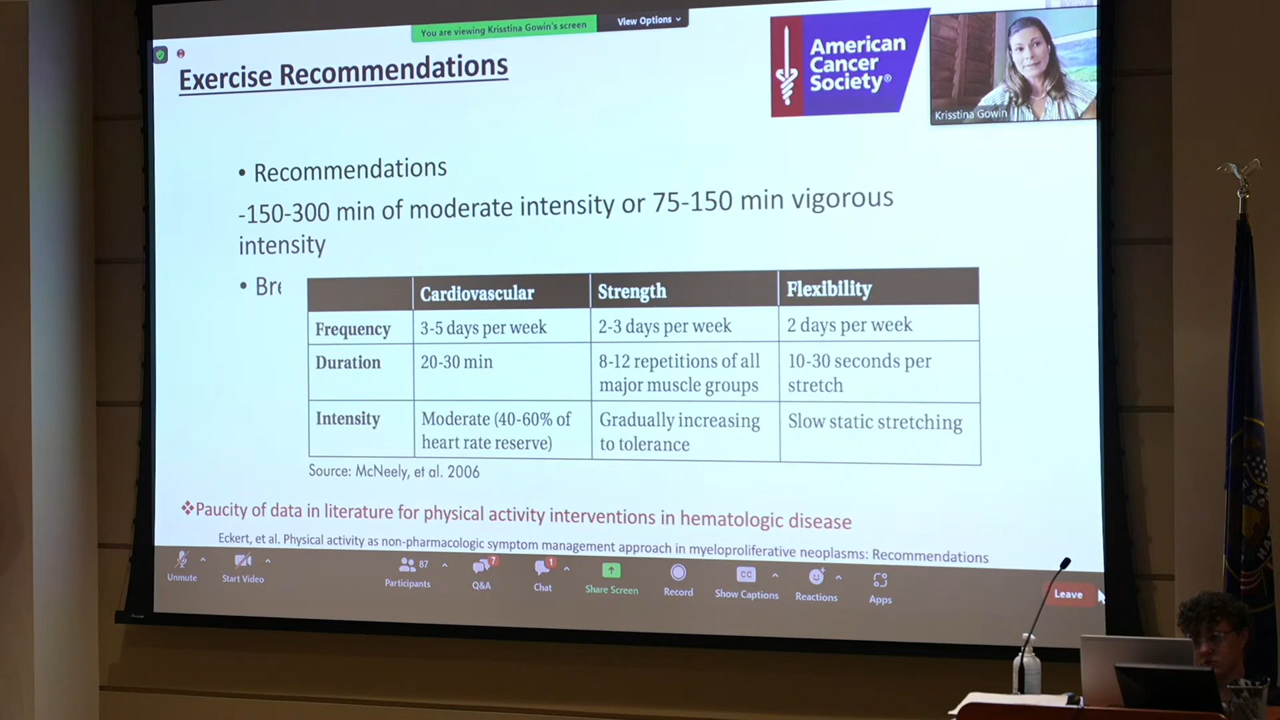 You are viewing Krisstina Gowin's screen
View Options
Exercise Recommendations
American
Cancer
Society®
Krisstina Gowin
• Recommendations
-150-300 min of moderate intensity or 75-150 min vigorous
intensity
• Bre
Cardiovascular Strength Flexibility
Frequency 3-5 days per week 2-3 days per week 2 days per week
Duration 20-30 min 8-12 repetitions of all 10-30 seconds per
major muscle groups stretch
Intensity Moderate (40-60% of Gradually increasing Slow static stretching
heart rate reserve) to tolerance
Source: McNeely, et al. 2006
❖Paucity of data in literature for physical activity interventions in hematologic disease
Eckert, et al. Physical activity as non-pharmacologic symptom management approach in myeloproliferative neoplasms: Recommendations
87 7 1 CC
Unmute Start Video Participants Q&A Chat Share Screen Record Show Captions Reactions Apps Leave